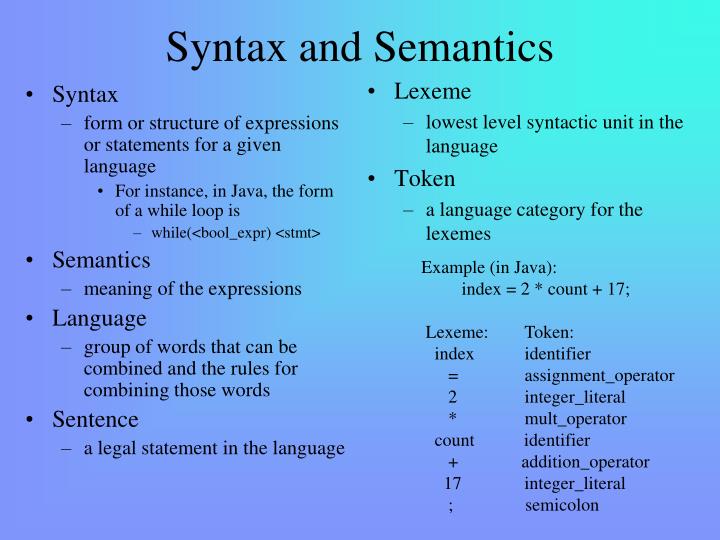 Syntax and Semantics
• Syntax
– form or structure of expressions
or statements for a given
language
• For instance, in Java, the form
of a while loop is
– while(<bool_expr) <stmt>
• Semantics
– meaning of the expressions
• Language
– group of words that can be
combined and the rules for
combining those words
• Sentence
– a legal statement in the language
• Lexeme
– lowest level syntactic unit in the
language
• Token
– a language category for the
lexemes
Example (in Java):
index = 2 * count + 17;
Lexeme: Token:
index identifier
= assignment_operator
2 integer_literal
* mult_operator
count identifier
+ addition_operator
17 integer_literal
; semicolon